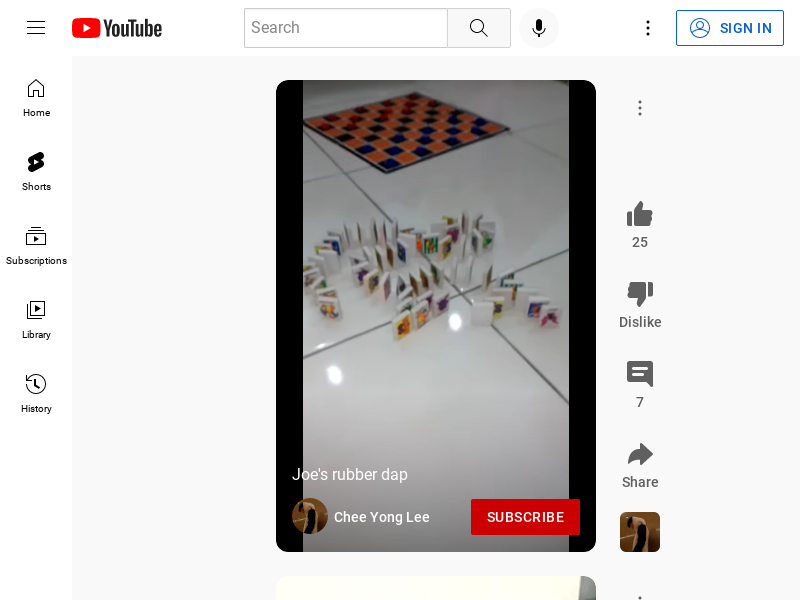 YouTube
Search
SIGN IN
Home
Shorts
Subscriptions
Library
History
Joe's rubber dap
Chee Yong Lee
SUBSCRIBE
25
Dislike
7
Share